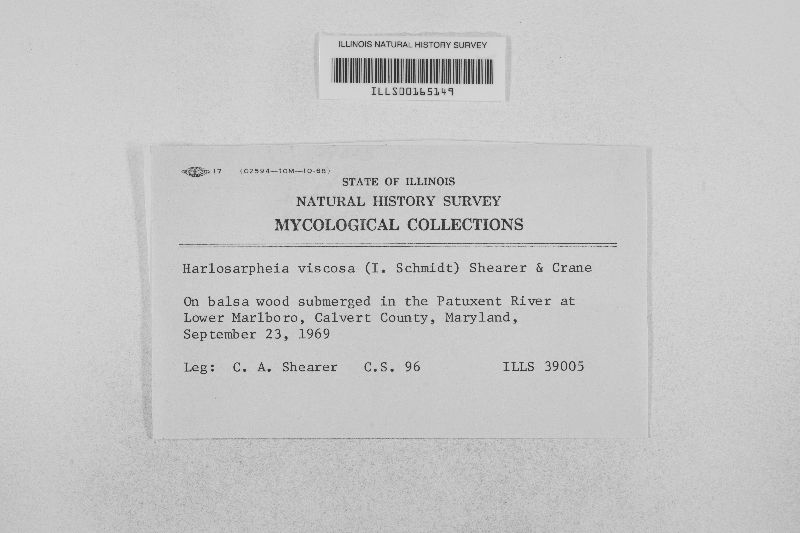 ILLINOIS NATURAL HISTORY SURVEY
ILLS00165149
17 (02594—10M—10-68)
STATE OF ILLINOIS
NATURAL HISTORY SURVEY
MYCOLOGICAL COLLECTIONS
Harlosarpheia viscosa (I. Schmidt) Shearer & Crane
On balsa wood submerged in the Patuxent River at
Lower Marlboro, Calvert County, Maryland,
September 23, 1969
Leg: C. A. Shearer C.S. 96 ILLS 39005